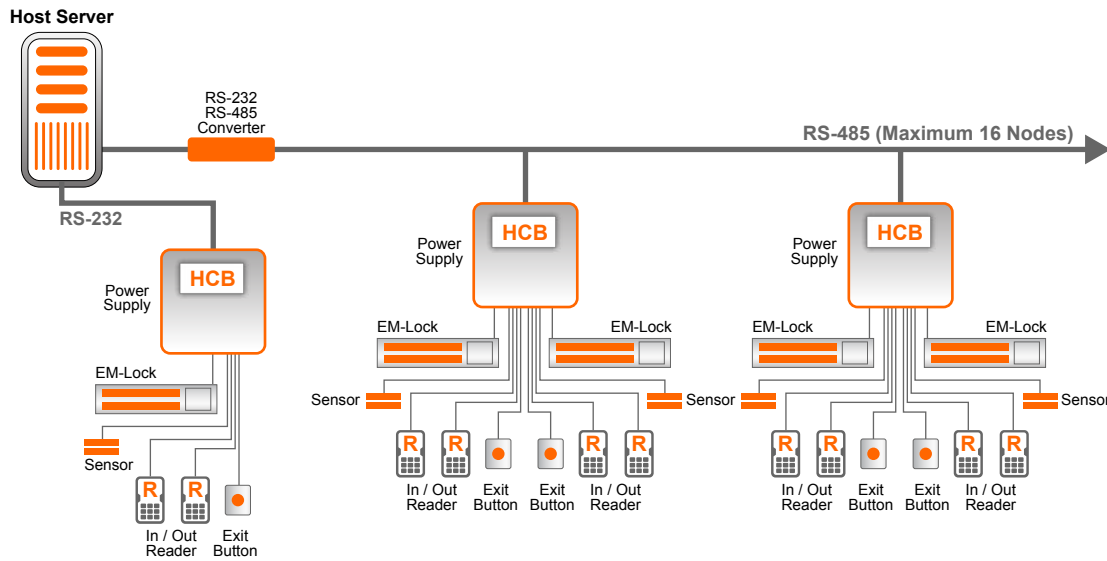 Host Server
RS-232
RS-485
Converter
RS-485 (Maximum 16 Nodes)
RS-232
HCB
Power
Supply
EM-Lock
Sensor
R
R
In / Out
Reader
Exit
Button
HCB
Power
Supply
EM-Lock
EM-Lock
Sensor
Sensor
R
R
R
R
In / Out
Reader
Exit
Button
Exit
Button
In / Out
Reader
HCB
Power
Supply
EM-Lock
EM-Lock
Sensor
Sensor
R
R
R
R
In / Out
Reader
Exit
Button
Exit
Button
In / Out
Reader